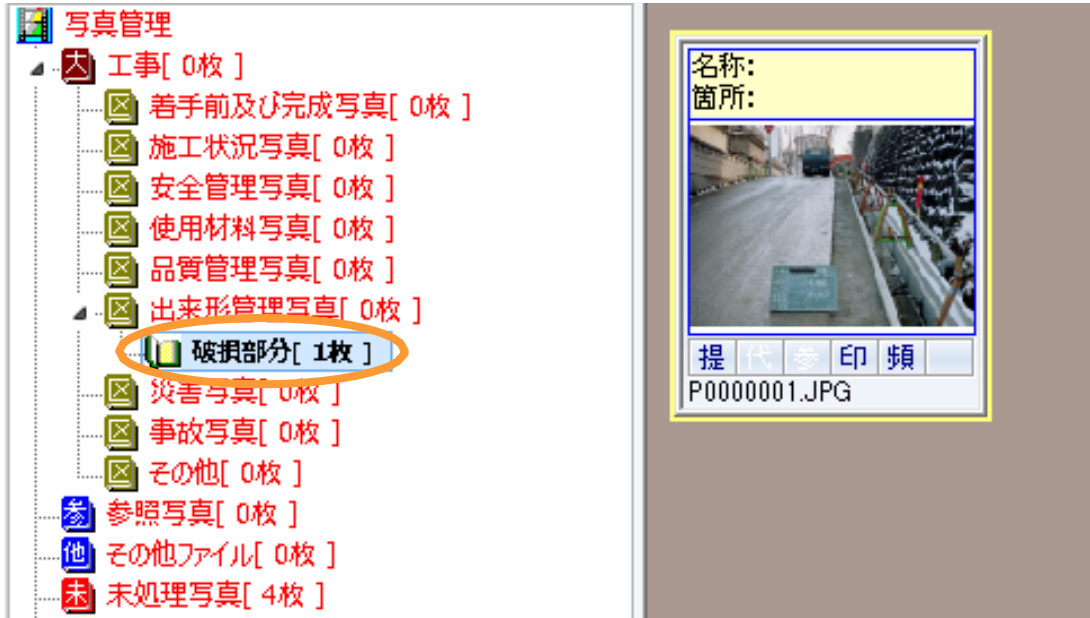 写真管理
大 工事[ 0枚 ]
着手前及び完成写真[ 0枚 ]
施工状況写真[ 0枚 ]
安全管理写真[ 0枚 ]
使用材料写真[ 0枚 ]
品質管理写真[ 0枚 ]
出来形管理写真[ 0枚 ]
破損部分[ 1枚 ]
災害写真[ 0枚 ]
事故写真[ 0枚 ]
その他[ 0枚 ]
参 参照写真[ 0枚 ]
他 その他ファイル[ 0枚 ]
未 未処理写真[ 4枚 ]
名称:
箇所:
提 代 参 印 頻
P0000001.JPG